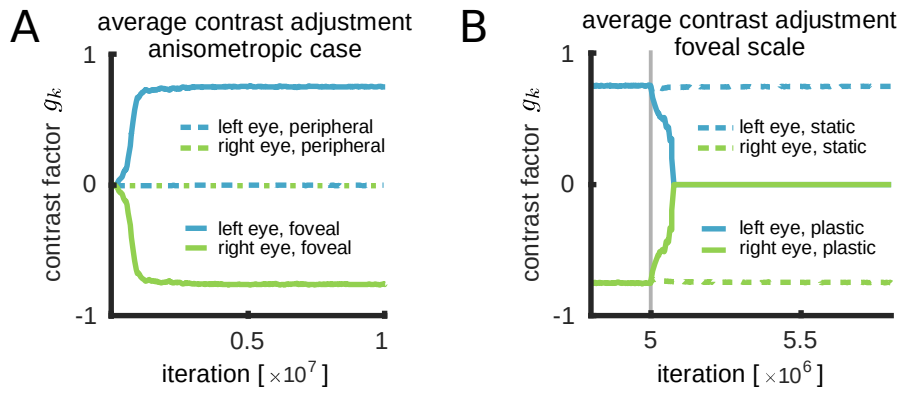 A
average contrast adjustment
anisometropic case
contrast factor g_k
1
0
-1
left eye, peripheral
right eye, peripheral
left eye, foveal
right eye, foveal
0.5
1
iteration [ ×10^7 ]
B
average contrast adjustment
foveal scale
contrast factor g_k
1
0
-1
left eye, static
right eye, static
left eye, plastic
right eye, plastic
5
5.5
iteration [ ×10^6 ]